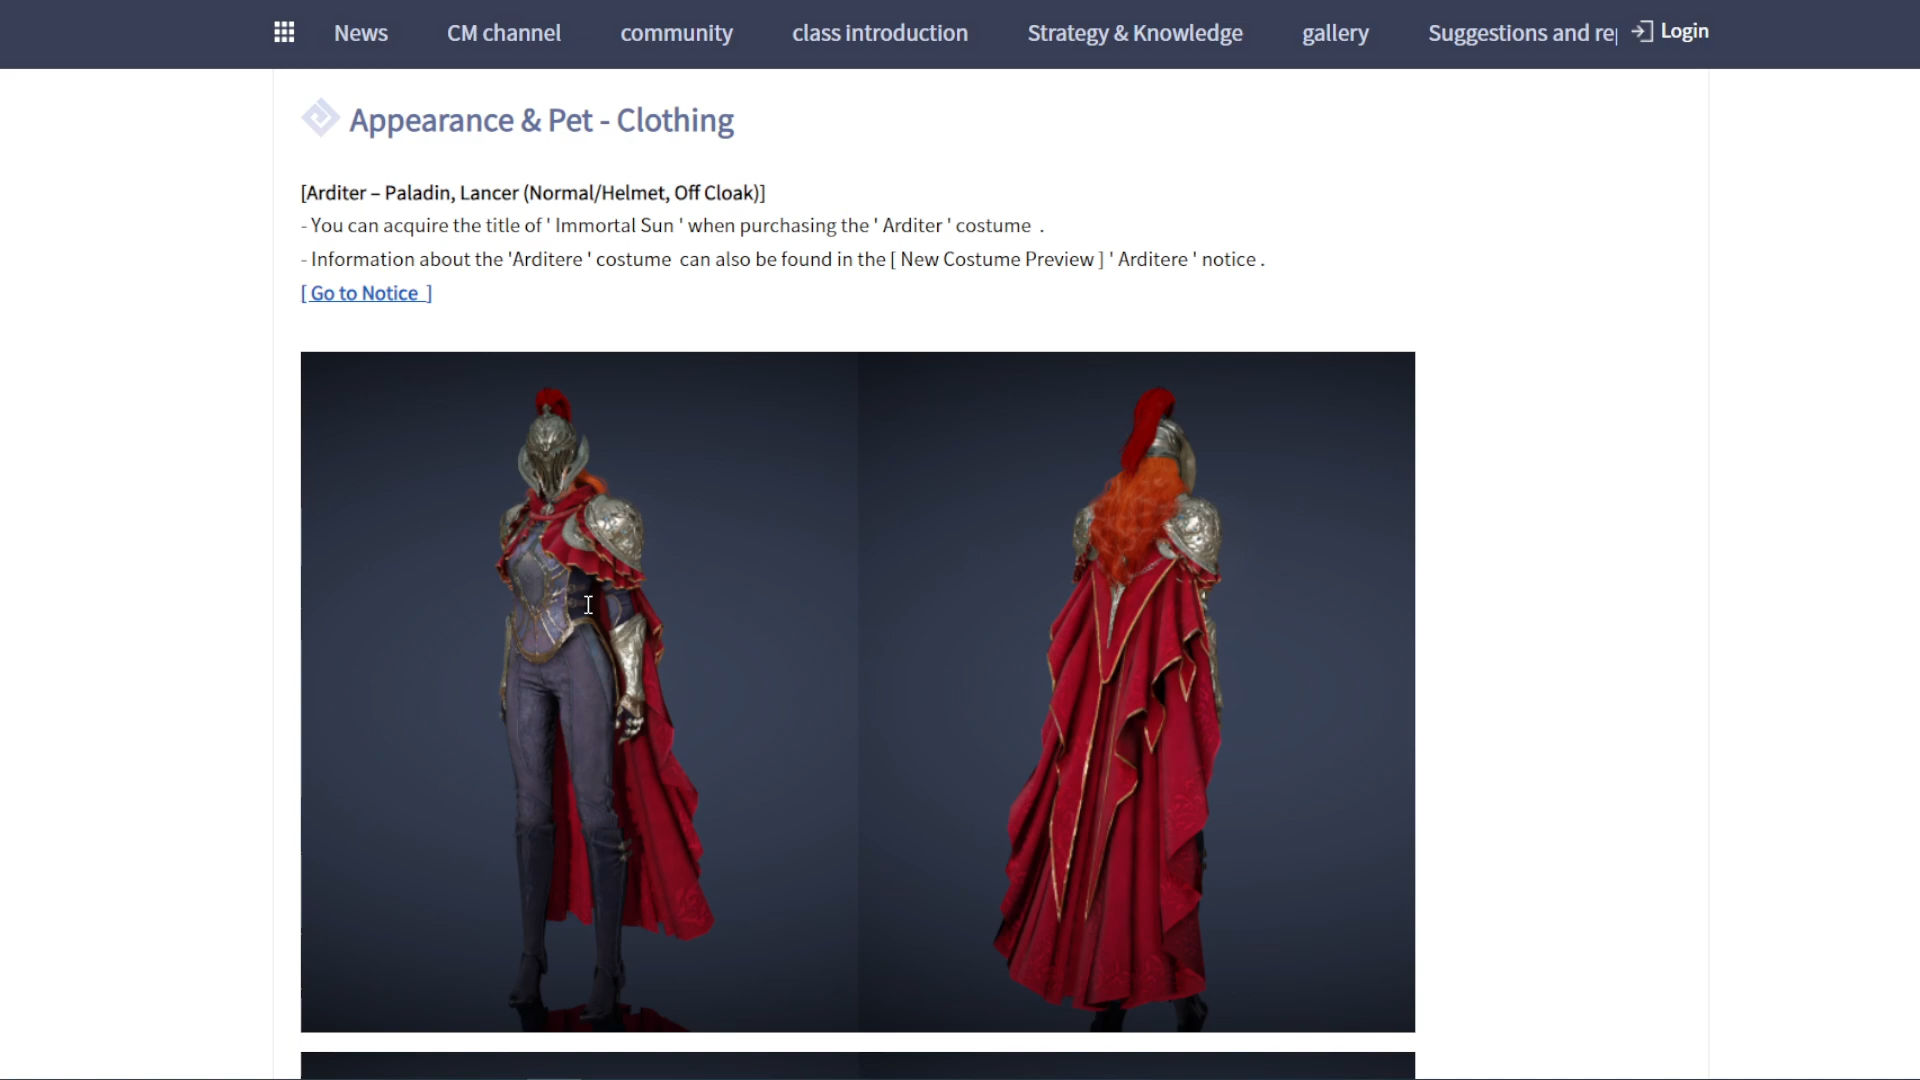 News CM channel community class introduction Strategy & Knowledge gallery Suggestions and Login
Appearance & Pet - Clothing
[Arditer – Paladin, Lancer (Normal/Helmet, Off Cloak)]
- You can acquire the title of ' Immortal Sun ' when purchasing the ' Arditer ' costume .
- Information about the 'Arditere ' costume can also be found in the [ New Costume Preview ] ' Arditere ' notice .
[ Go to Notice ]